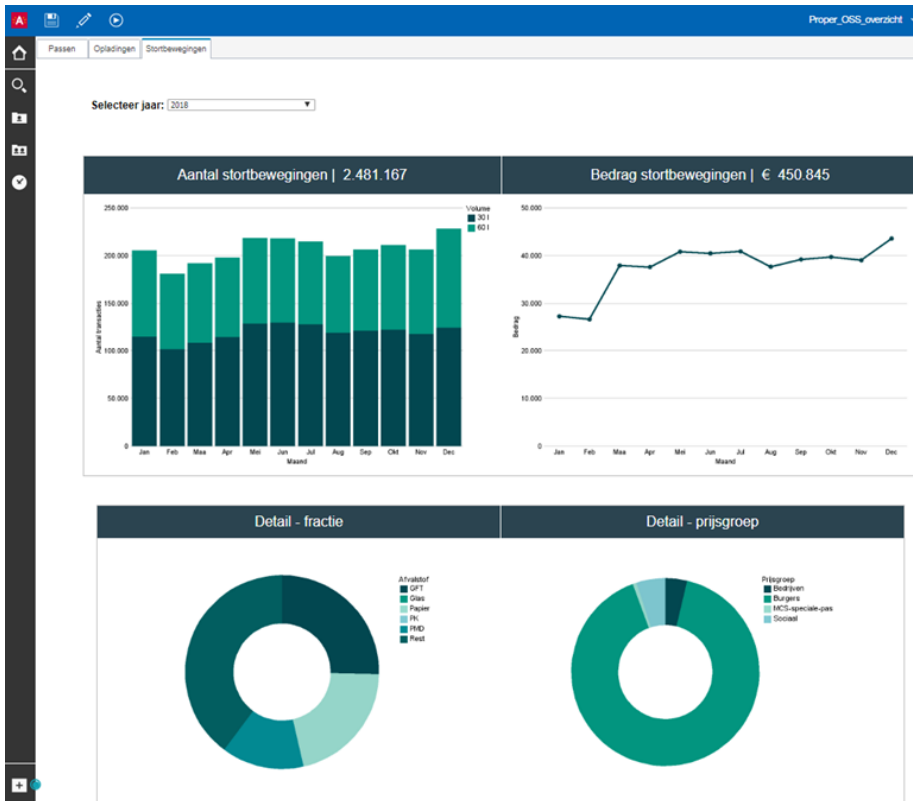 A
Proper_OSS_overzicht
Passen Opladingen Stortbewegingen
Selecteer jaar: 2018
Aantal stortbewegingen | 2.481.167
250.000
200.000
150.000
100.000
50.000
0
Aantal transacties
Jan Feb Maa Apr Mei Jun Jul Aug Sep Okt Nov Dec
Maand
Volume
30 l
60 l
Bedrag stortbewegingen | € 450.845
50.000
40.000
30.000
20.000
10.000
0
Bedrag
Jan Feb Maa Apr Mei Jun Jul Aug Sep Okt Nov Dec
Maand
Detail - fractie
Afvalstof
GFT
Glas
Papier
PK
PMD
Rest
Detail - prijsgroep
Prijsgroep
Bedrijven
Burgers
MCS-speciale-pas
Sociaal